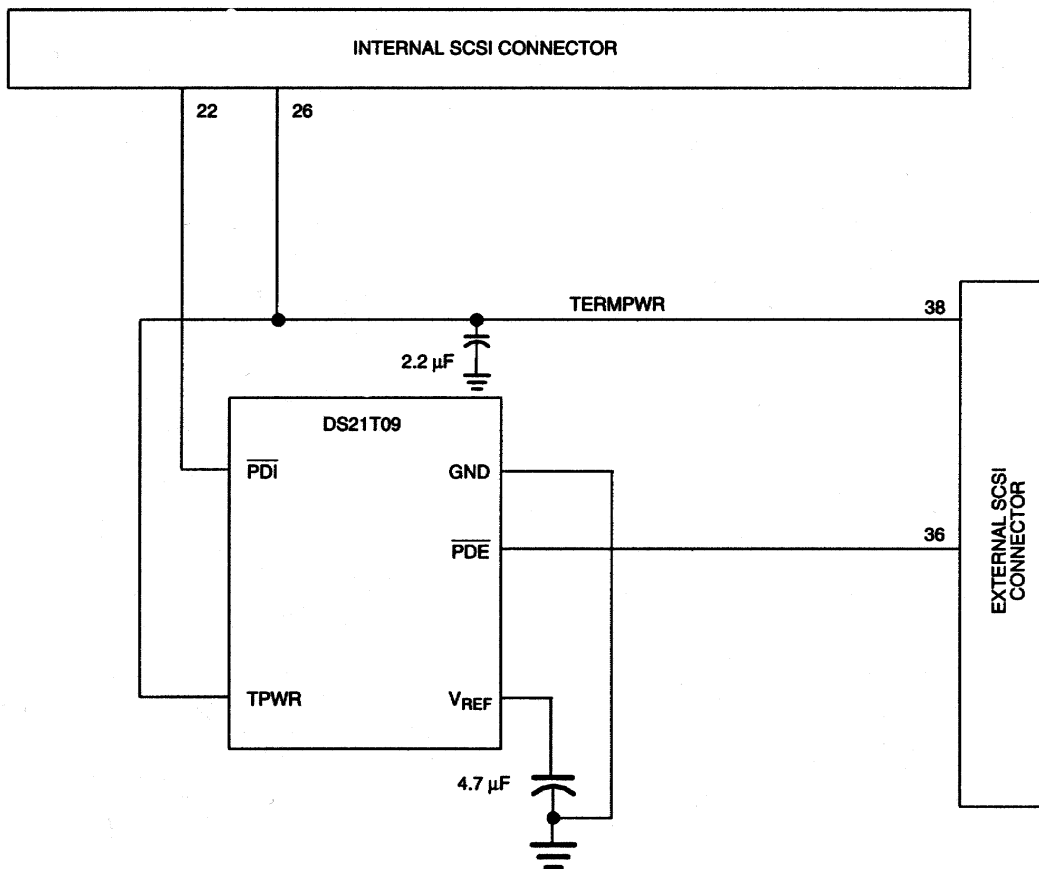 INTERNAL SCSI CONNECTOR
22
26
TERMPWR
38
2.2 µF
DS21T09
PDI
GND
36
PDE
EXTERNAL SCSI
CONNECTOR
TPWR
VREF
4.7 µF